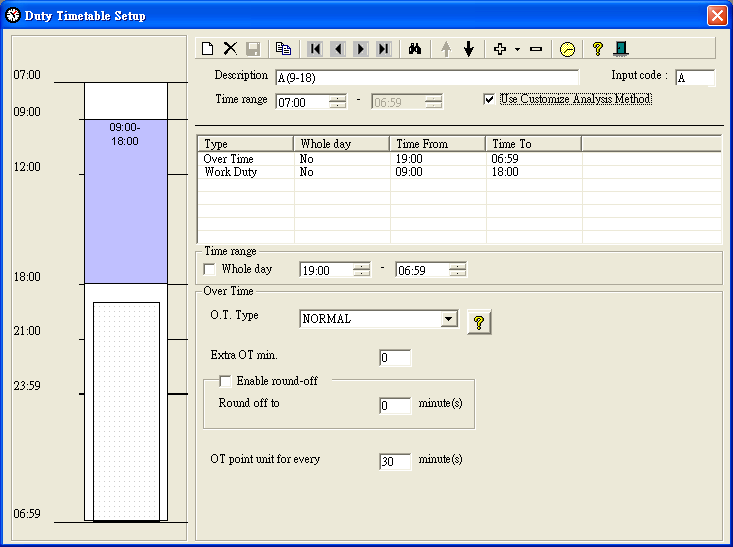 Duty Timetable Setup
07:00
09:00
09:00-
18:00
12:00
18:00
21:00
23:59
06:59
Description A(9-18) Input code : A
Time range 07:00 - 06:59 Use Customize Analysis Method
Type Whole day Time From Time To
Over Time No 19:00 06:59
Work Duty No 09:00 18:00
Time range
Whole day 19:00 - 06:59
Over Time
O.T. Type NORMAL ?
Extra OT min. 0
Enable round-off
Round off to 0 minute(s)
OT point unit for every 30 minute(s)